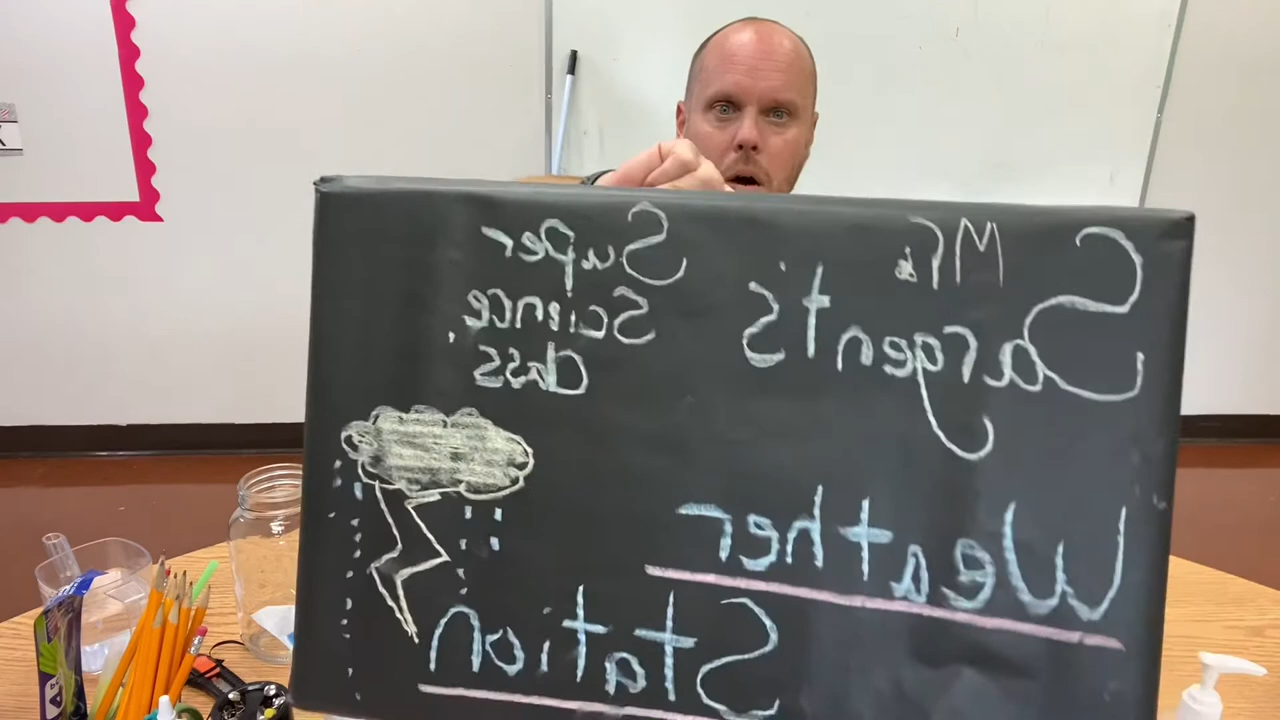 Mr.
Sargent's
Super
Science
Class
Weather
Station